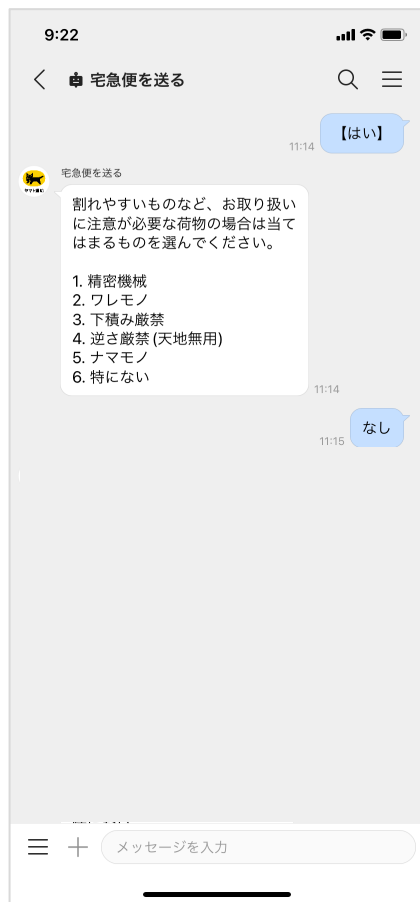 9:22
宅急便を送る
【はい】
11:14
宅急便を送る
割れやすいものなど、お取り扱い
に注意が必要な荷物の場合は当て
はまるものを選んでください。
1. 精密機械
2. ワレモノ
3. 下積み厳禁
4. 逆さ厳禁(天地無用)
5. ナマモノ
6. 特にない
11:14
なし
11:15
メッセージを入力